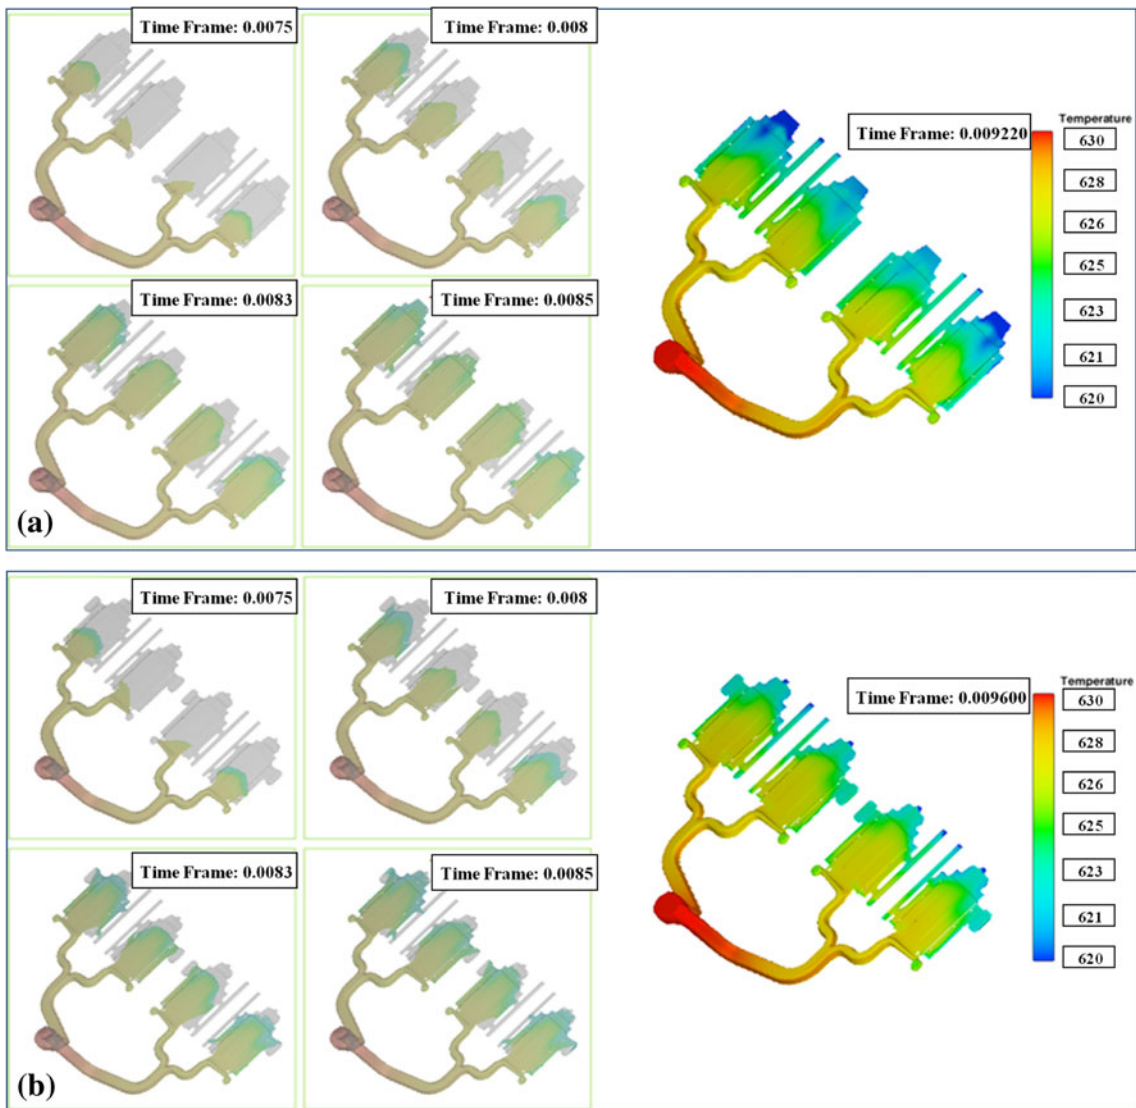 Time Frame: 0.0075
Time Frame: 0.008
Time Frame: 0.009220
Temperature
630
628
626
625
623
621
620
Time Frame: 0.0083
Time Frame: 0.0085
(a)
Time Frame: 0.0075
Time Frame: 0.008
Time Frame: 0.009600
Temperature
630
628
626
625
623
621
620
Time Frame: 0.0083
Time Frame: 0.0085
(b)